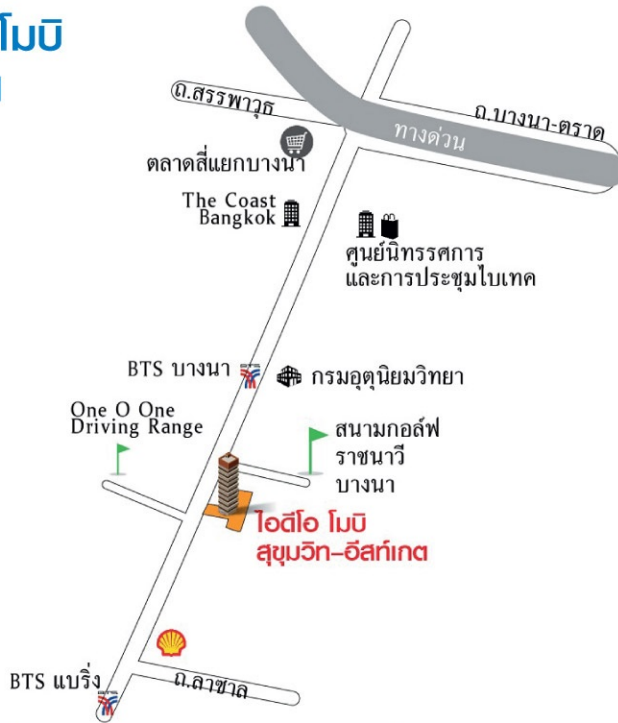 โมบิ
ถ.สรรพาวุธ
ถ.บางนา-ตราด
ทางด่วน
ตลาดสี่แยกบางนา
The Coast
Bangkok
ศูนย์นิทรรศการ
และการประชุมไบเทค
BTS บางนา
กรมอุตุนิยมวิทยา
One O One
Driving Range
สนามกอล์ฟ
ราชนาวี
บางนา
ไอดีโอ โมบิ
สุขุมวิท-อีสท์เกต
BTS แบริ่ง
ถ.ลาซาล